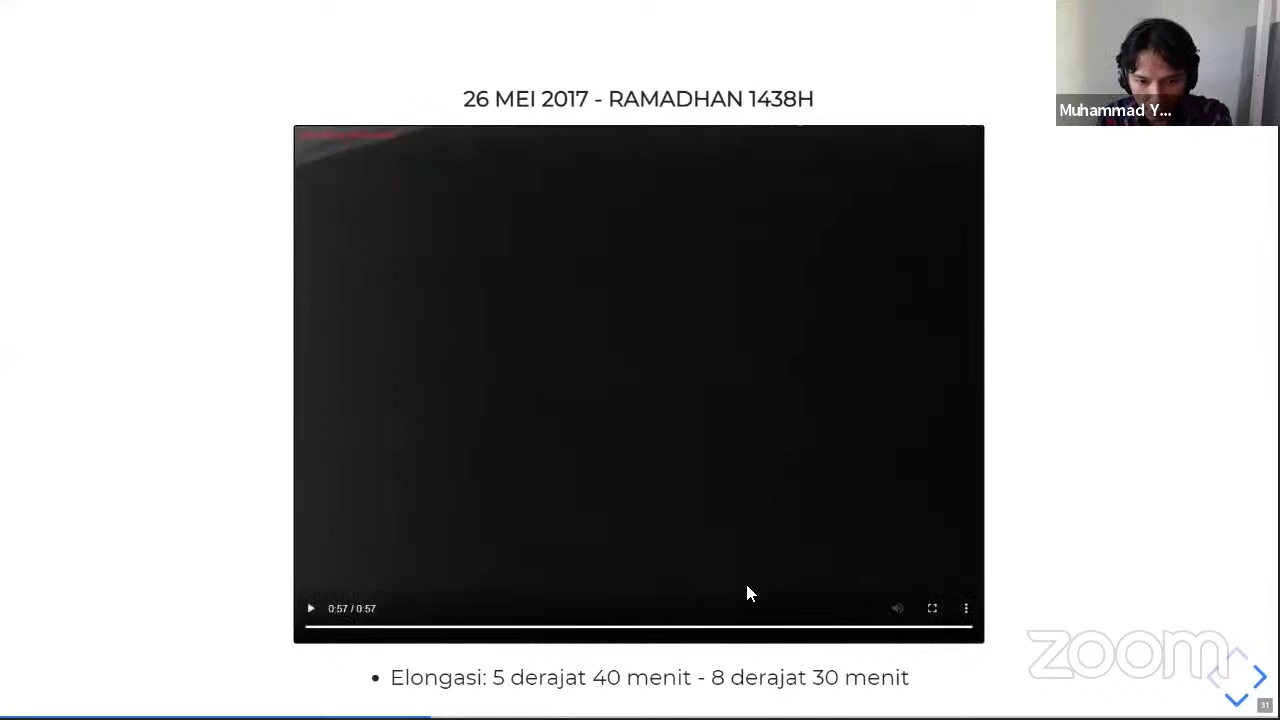 26 MEI 2017 - RAMADHAN 1438H
Muhammad Y...
0:57 / 0:57
zoom
Elongasi: 5 derajat 40 menit - 8 derajat 30 menit
31